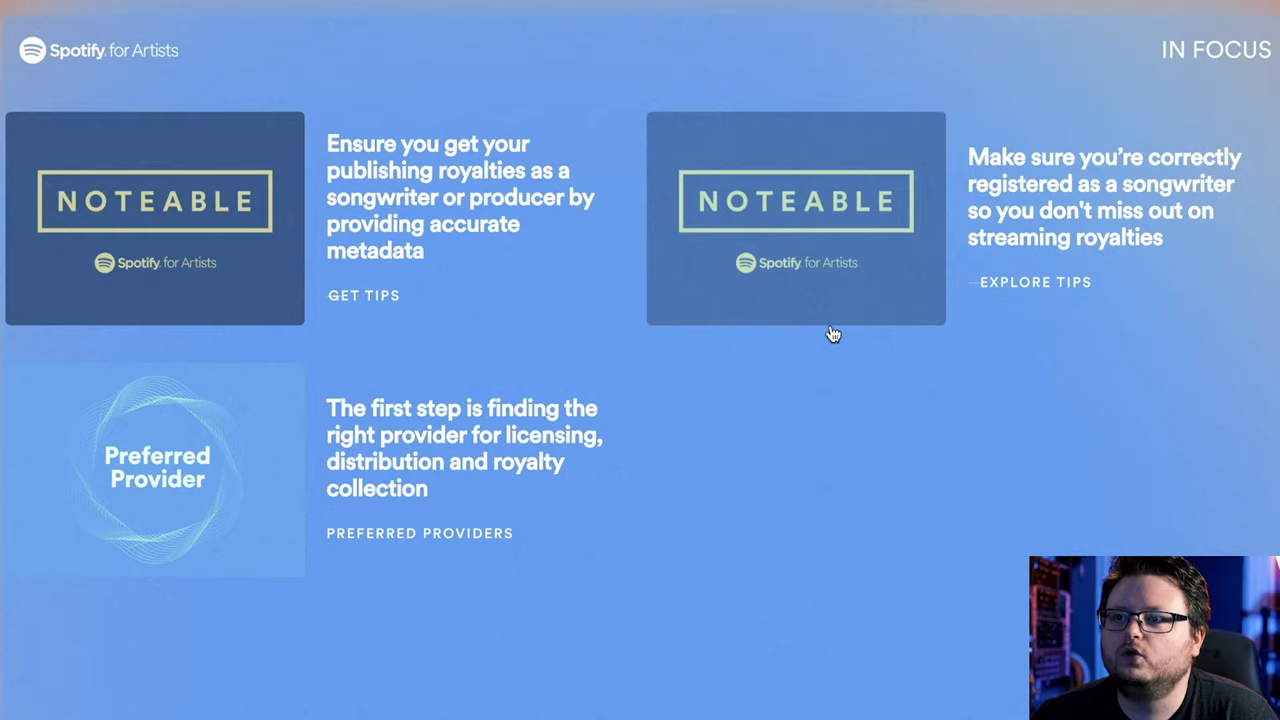 Spotify for Artists
IN FOCUS
NOTEABLE
Spotify for Artists
Ensure you get your
publishing royalties as a
songwriter or producer by
providing accurate
metadata
GET TIPS
NOTEABLE
Spotify for Artists
Make sure you’re correctly
registered as a songwriter
so you don't miss out on
streaming royalties
EXPLORE TIPS
Preferred
Provider
The first step is finding the
right provider for licensing,
distribution and royalty
collection
PREFERRED PROVIDERS